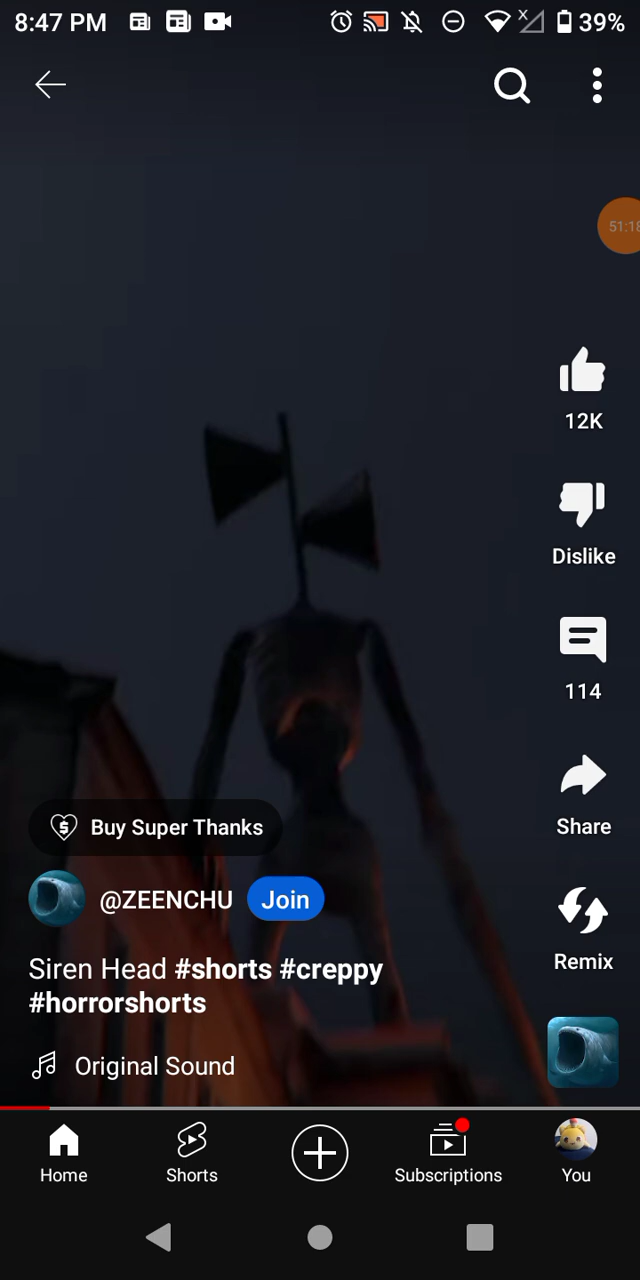 8:47 PM
39%
51:18
12K
Dislike
114
Share
Buy Super Thanks
@ZEENCHU
Join
Remix
Siren Head #shorts #creppy
#horrorshorts
Original Sound
Home
Shorts
Subscriptions
You